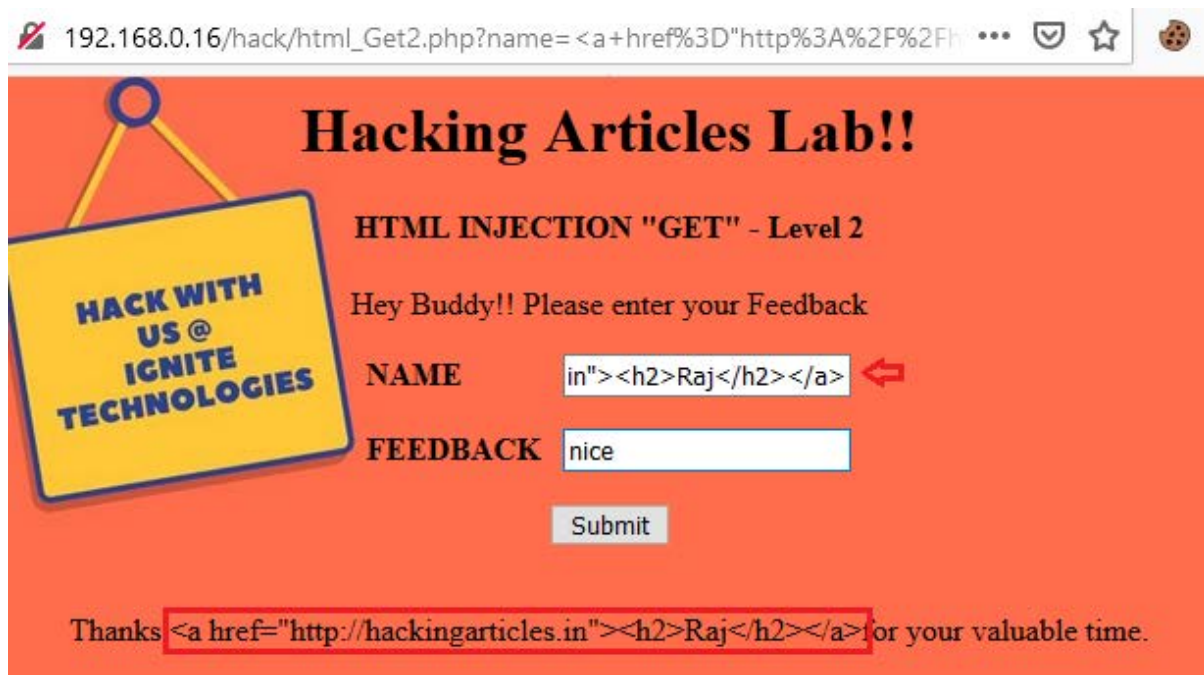 192.168.0.16/hack/html_Get2.php?name=<a+href%3D"http%3A%2F%2Fh
Hacking Articles Lab!!
HTML INJECTION "GET" - Level 2
HACK WITH
US @
IGNITE
TECHNOLOGIES
Hey Buddy!! Please enter your Feedback
NAME in"><h2>Raj</h2></a>
FEEDBACK nice
Submit
Thanks <a href="http://hackingarticles.in"><h2>Raj</h2></a>for your valuable time.